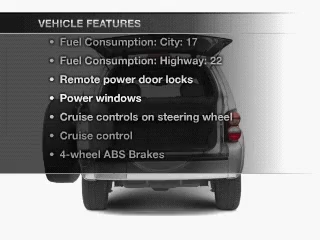 VEHICLE FEATURES
• Fuel Consumption: City: 17
• Fuel Consumption: Highway: 22
• Remote power door locks
• Power windows
• Cruise controls on steering wheel
• Cruise control
• 4-wheel ABS Brakes